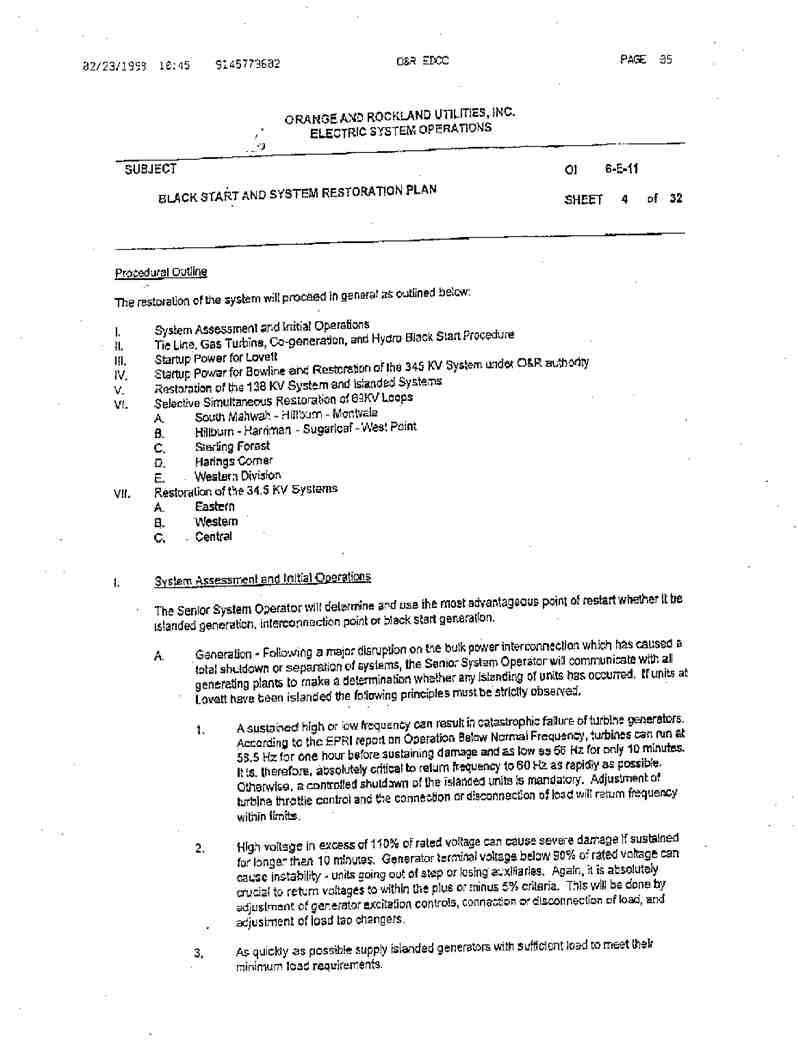 02/23/1998 10:45 9145773602 O&R EDCC PAGE 05
ORANGE AND ROCKLAND UTILITIES, INC.
ELECTRIC SYSTEM OPERATIONS
SUBJECT
OI 6-E-11
BLACK START AND SYSTEM RESTORATION PLAN
SHEET 4 of 32
Procedural Outline
The restoration of the system will proceed in general as outlined below:
I. System Assessment and Initial Operations
II. Tie Line, Gas Turbine, Co-generation, and Hydro Black Start Procedure
III. Startup Power for Lovett
IV. Startup Power for Bowline and Restoration of the 345 KV System under O&R authority
V. Restoration of the 138 KV System and Islanded Systems
VI. Selective Simultaneous Restoration of 69KV Loops
A. South Mahwah - Hillburn - Montvale
B. Hillburn - Harriman - Sugarloaf - West Point
C. Sterling Forest
D. Harings Corner
E. Western Division
VII. Restoration of the 34.5 KV Systems
A. Eastern
B. Western
C. Central
I. System Assessment and Initial Operations
The Senior System Operator will determine and use the most advantageous point of restart whether it be
islanded generation, interconnection point or black start generation.
A. Generation - Following a major disruption on the bulk power interconnection which has caused a
total shutdown or separation of systems, the Senior System Operator will communicate with all
generating plants to make a determination whether any islanding of units has occurred. If units at
Lovett have been islanded the following principles must be strictly observed.
1. A sustained high or low frequency can result in catastrophic failure of turbine generators.
According to the EPRI report on Operation Below Normal Frequency, turbines can run at
58.5 Hz for one hour before sustaining damage and as low as 56 Hz for only 10 minutes.
It is, therefore, absolutely critical to return frequency to 60 Hz as rapidly as possible.
Otherwise, a controlled shutdown of the islanded units is mandatory. Adjustment of
turbine throttle control and the connection or disconnection of load will return frequency
within limits.
2. High voltage in excess of 110% of rated voltage can cause severe damage if sustained
for longer than 10 minutes. Generator terminal voltage below 90% of rated voltage can
cause instability - units going out of step or losing auxiliaries. Again, it is absolutely
crucial to return voltages to within the plus or minus 5% criteria. This will be done by
adjustment of generator excitation controls, connection or disconnection of load, and
adjustment of load tap changers.
3. As quickly as possible supply islanded generators with sufficient load to meet their
minimum load requirements.